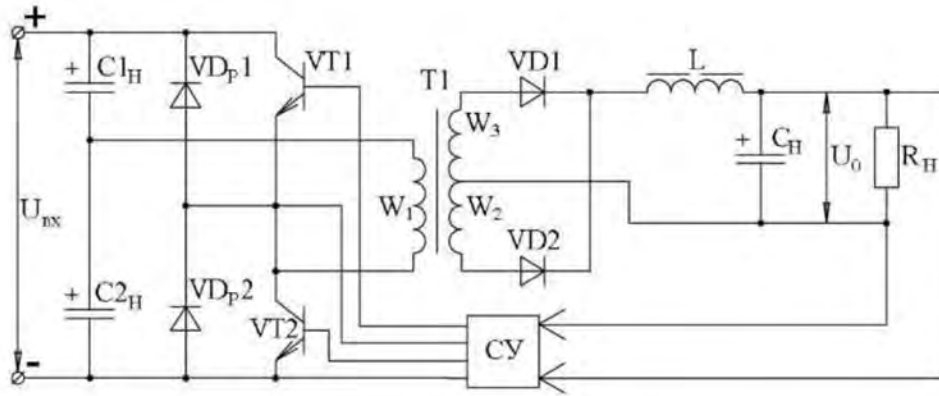 +
+ C1н
VDр1
VT1
T1
VD1
L
W3
+ Cн
U0
Rн
Uвх
W1
W2
VD2
+ C2н
VDр2
VT2
СУ
-